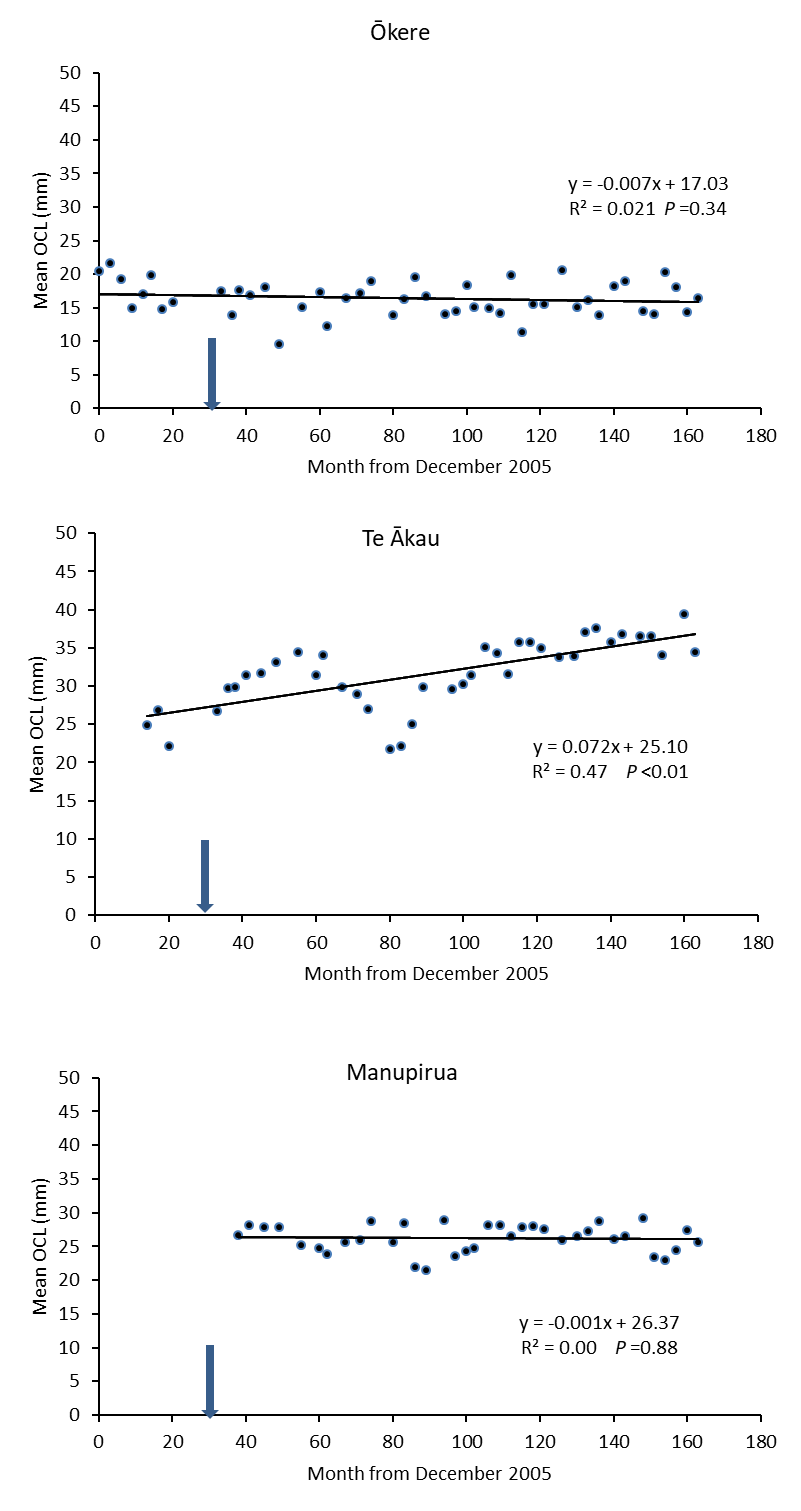 Ōkere
50
45
40
35
30
25
20
15
10
5
0
Mean OCL (mm)
y = -0.007x + 17.03
R² = 0.021 P =0.34
0 20 40 60 80 100 120 140 160 180
Month from December 2005
Te Ākau
50
45
40
35
30
25
20
15
10
5
0
Mean OCL (mm)
y = 0.072x + 25.10
R² = 0.47 P <0.01
0 20 40 60 80 100 120 140 160 180
Month from December 2005
Manupirua
50
45
40
35
30
25
20
15
10
5
0
Mean OCL (mm)
y = -0.001x + 26.37
R² = 0.00 P =0.88
0 20 40 60 80 100 120 140 160 180
Month from December 2005